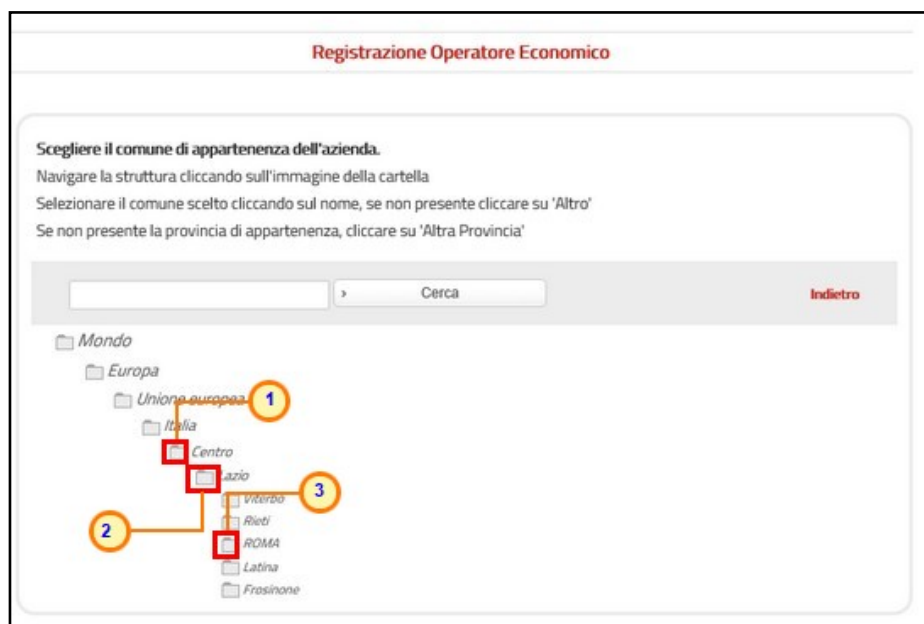 Registrazione Operatore Economico
Scegliere il comune di appartenenza dell'azienda.
Navigare la struttura cliccando sull'immagine della cartella
Selezionare il comune scelto cliccando sul nome, se non presente cliccare su 'Altro'
Se non presente la provincia di appartenenza, cliccare su 'Altra Provincia'
› Cerca Indietro
Mondo
Europa
Unione europea 1
Italia
Centro
Lazio
Viterbo 3
2 Rieti
ROMA
Latina
Frosinone